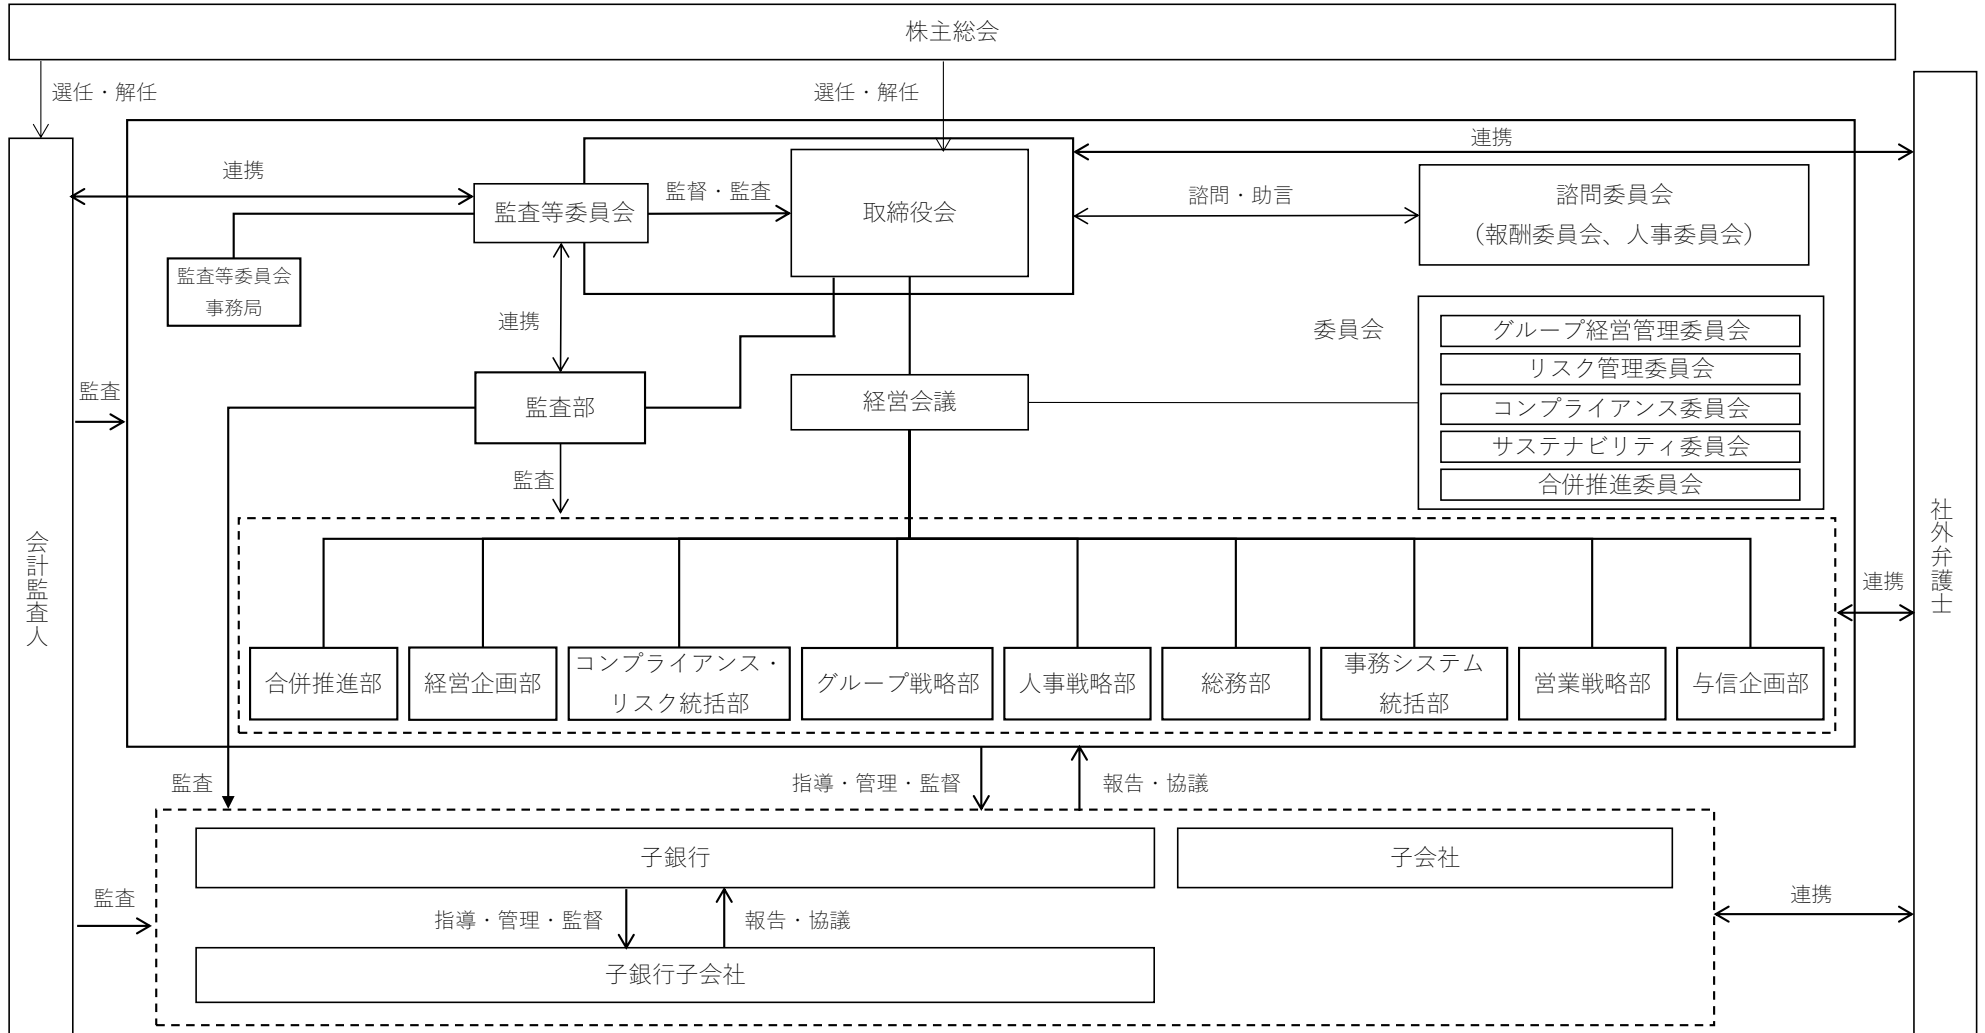 株主総会
選任・解任
選任・解任
連携
連携
監督・監査
諮問・助言
監査等委員会
取締役会
諮問委員会
(報酬委員会、人事委員会)
監査等委員会
事務局
連携
委員会
グループ経営管理委員会
リスク管理委員会
コンプライアンス委員会
サステナビリティ委員会
合併推進委員会
監査
監査部
経営会議
監査
会計監査人
社外弁護士
連携
合併推進部
経営企画部
コンプライアンス・
リスク統括部
グループ戦略部
人事戦略部
総務部
事務システム
統括部
営業戦略部
与信企画部
監査
指導・管理・監督
報告・協議
子銀行
子会社
監査
指導・管理・監督
報告・協議
連携
子銀行子会社